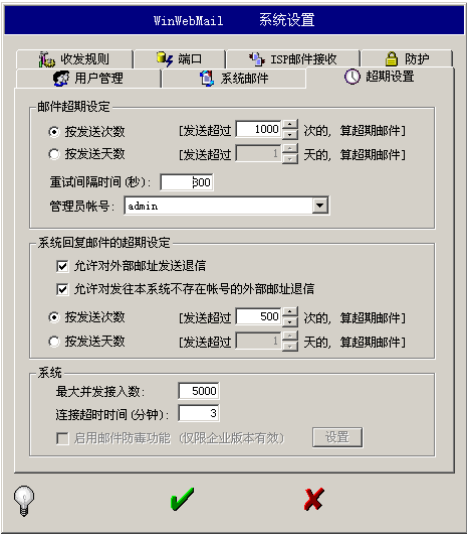 WinWebMail 系统设置
收发规则 端口 ISP邮件接收 防护
用户管理 系统邮件 超期设置
邮件超期设定
按发送次数 [发送超过 1000 次的, 算超期邮件]
按发送天数 [发送超过 1 天的, 算超期邮件]
重试间隔时间(秒): 300
管理员帐号: admin
系统回复邮件的超期设定
允许对外部邮址发送退信
允许对发往本系统不存在帐号的外部邮址退信
按发送次数 [发送超过 500 次的, 算超期邮件]
按发送天数 [发送超过 1 天的, 算超期邮件]
系统
最大并发接入数: 5000
连接超时时间(分钟): 3
启用邮件防毒功能 (仅限企业版本有效) 设置